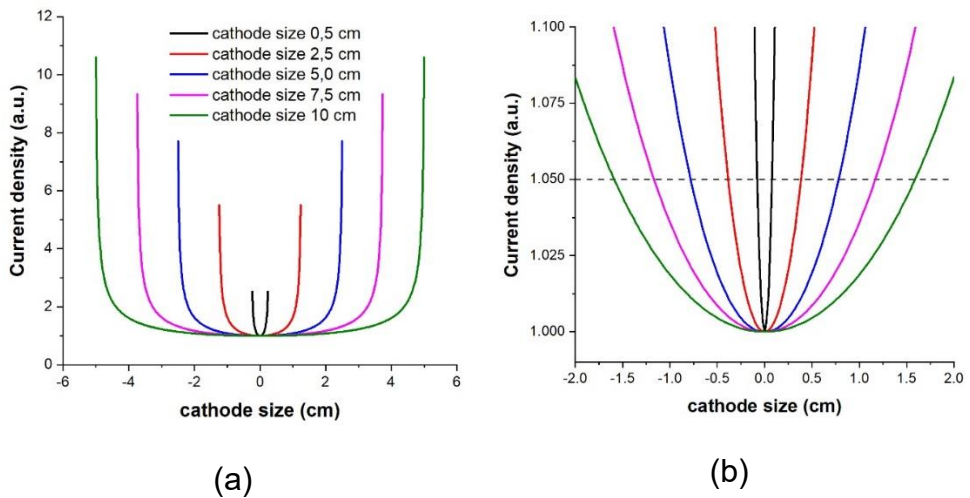 12
10
8
6
4
2
0
Current density (a.u.)
cathode size 0,5 cm
cathode size 2,5 cm
cathode size 5,0 cm
cathode size 7,5 cm
cathode size 10 cm
-6 -4 -2 0 2 4 6
cathode size (cm)
(a)
1.100
1.075
1.050
1.025
1.000
Current density (a.u.)
-2.0 -1.5 -1.0 -0.5 0.0 0.5 1.0 1.5 2.0
cathode size (cm)
(b)